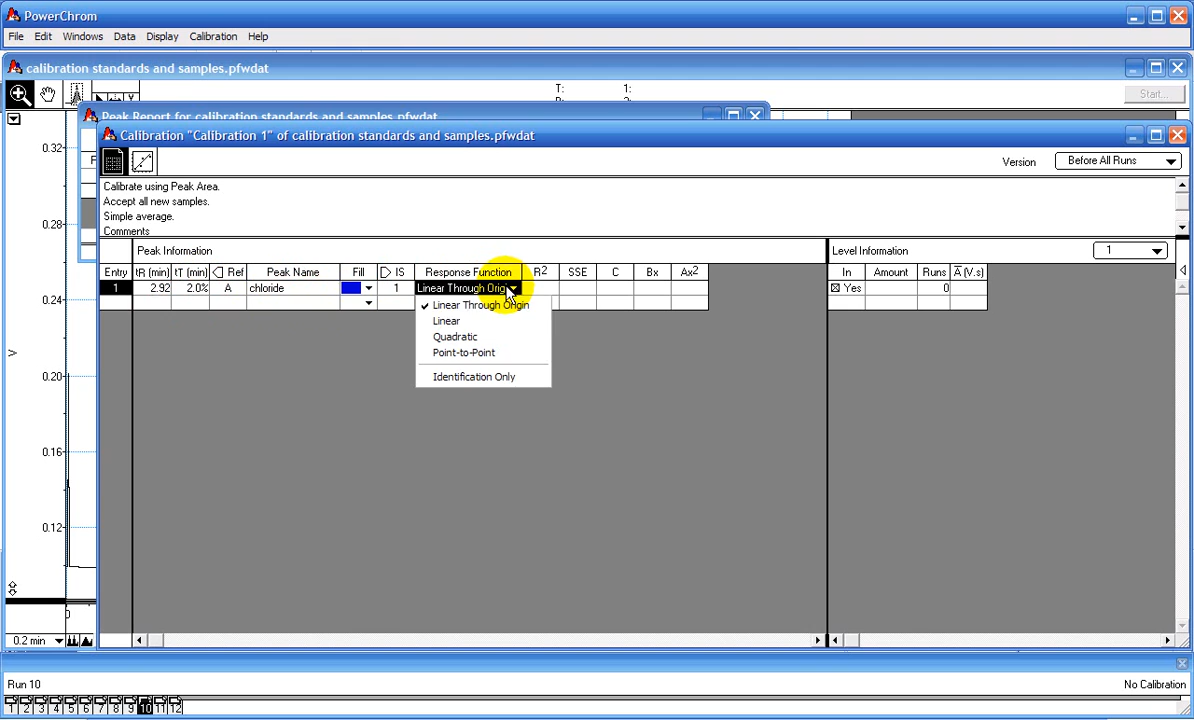 PowerChrom
File Edit Windows Data Display Calibration Help
calibration standards and samples.pfwdat
T: 1:
Start...
Peak Report for calibration standards and samples.pfwdat
Calibration "Calibration 1" of calibration standards and samples.pfwdat
Version Before All Runs
Calibrate using Peak Area.
Accept all new samples.
Simple average.
Comments
Peak Information Level Information 1
Entry tR (min) tT (min) Ref Peak Name Fill IS Response Function R2 SSE C Bx Ax2 In Amount Runs A (V.s)
1 2.92 2.0% A chloride 1 Linear Through Orig Yes 0
Linear Through Origin
Linear
Quadratic
Point-to-Point
Identification Only
0.32
0.28
0.24
0.20
0.16
0.12
V
0
0.2 min
Run 10 No Calibration
1 2 3 4 5 6 7 8 9 10 11 12